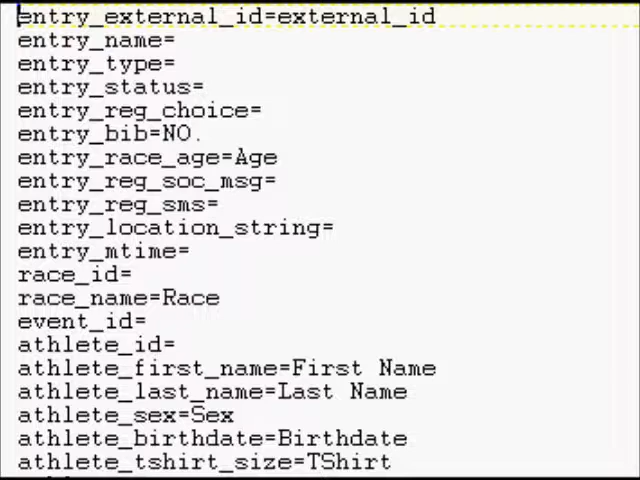 entry_external_id=external_id
entry_name=
entry_type=
entry_status=
entry_reg_choice=
entry_bib=NO.
entry_race_age=Age
entry_reg_soc_msg=
entry_reg_sms=
entry_location_string=
entry_mtime=
race_id=
race_name=Race
event_id=
athlete_id=
athlete_first_name=First Name
athlete_last_name=Last Name
athlete_sex=Sex
athlete_birthdate=Birthdate
athlete_tshirt_size=TShirt